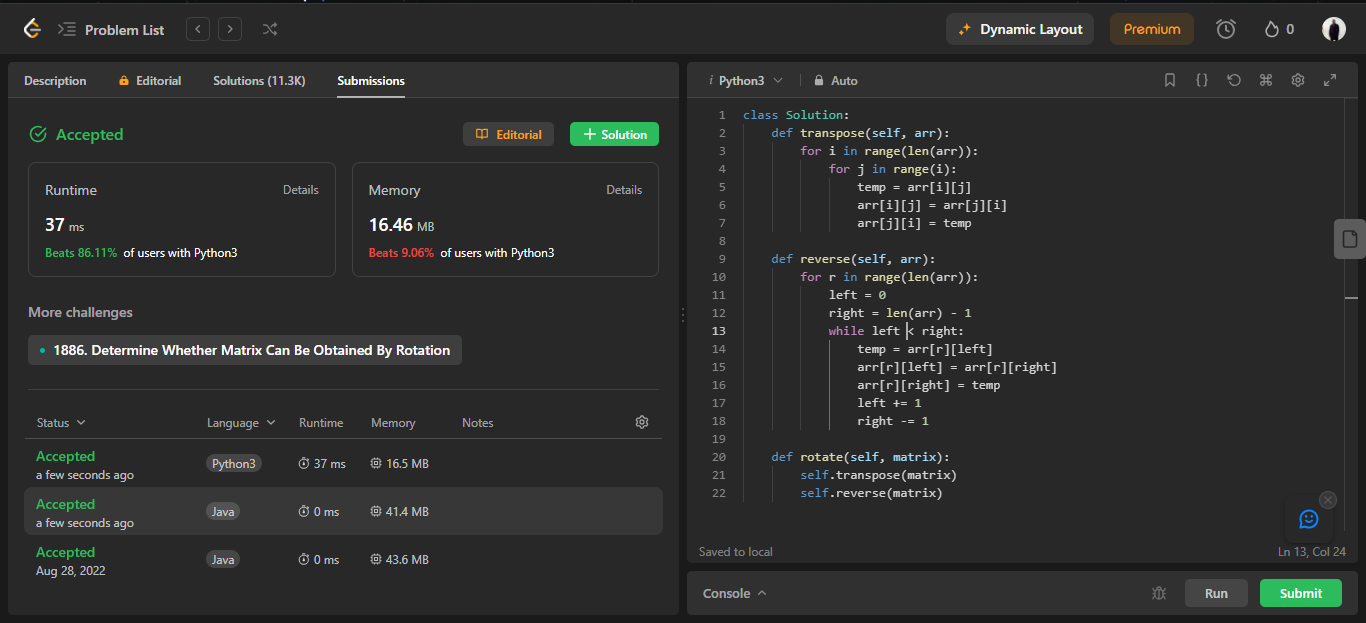 Problem List
Dynamic Layout
Premium
0
Description
Editorial
Solutions (11.3K)
Submissions
Accepted
Editorial
+ Solution
Runtime
Details
37 ms
Beats 86.11% of users with Python3
Memory
Details
16.46 MB
Beats 9.06% of users with Python3
More challenges
• 1886. Determine Whether Matrix Can Be Obtained By Rotation
Status Language Runtime Memory Notes
Accepted
a few seconds ago
Python3 37 ms 16.5 MB
Accepted
a few seconds ago
Java 0 ms 41.4 MB
Accepted
Aug 28, 2022
Java 0 ms 43.6 MB
i Python3
Auto
1 class Solution:
2     def transpose(self, arr):
3         for i in range(len(arr)):
4             for j in range(i):
5                 temp = arr[i][j]
6                 arr[i][j] = arr[j][i]
7                 arr[j][i] = temp
8
9     def reverse(self, arr):
10         for r in range(len(arr)):
11             left = 0
12             right = len(arr) - 1
13             while left < right:
14                 temp = arr[r][left]
15                 arr[r][left] = arr[r][right]
16                 arr[r][right] = temp
17                 left += 1
18                 right -= 1
19
20     def rotate(self, matrix):
21         self.transpose(matrix)
22         self.reverse(matrix)
Saved to local
Ln 13, Col 24
Console
Run
Submit